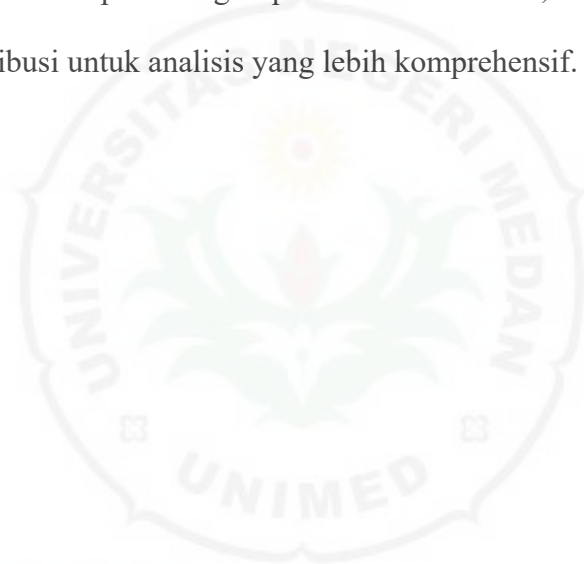 ibusi untuk analisis yang lebih komprehensif.
UNIVERSITAS NEGERI MEDAN
UNIMED